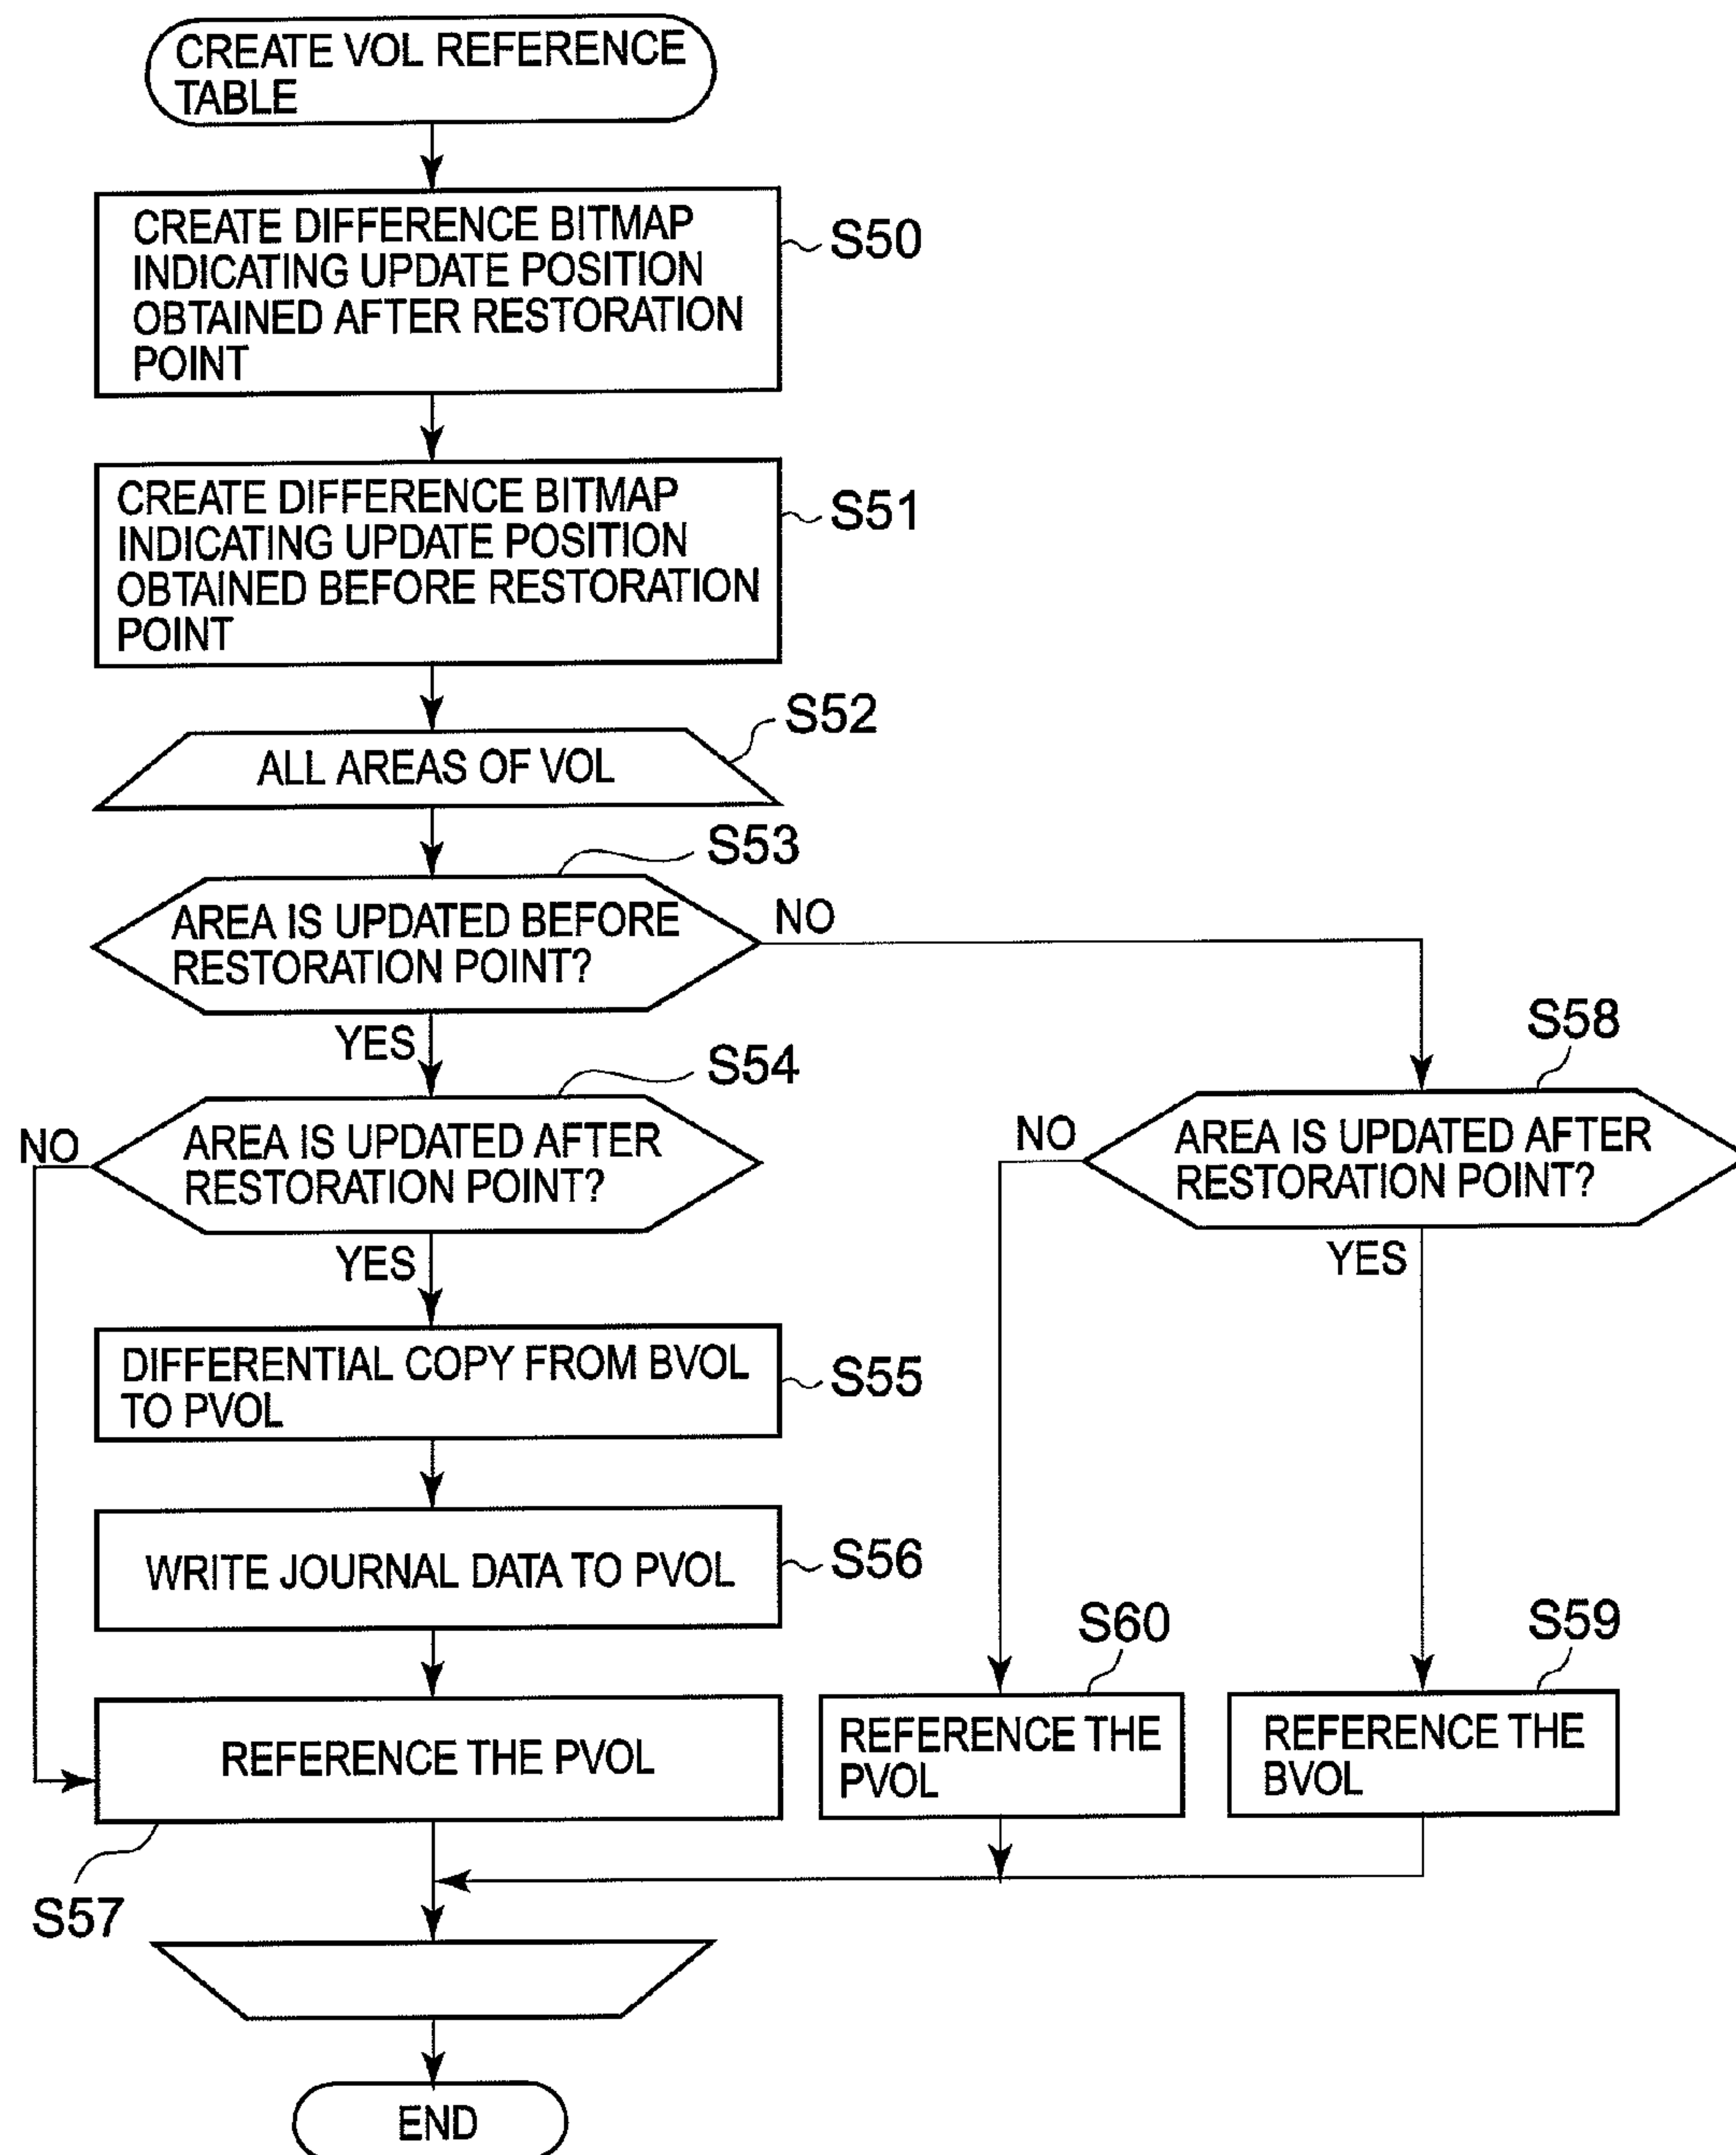 CREATE VOL REFERENCE
TABLE
CREATE DIFFERENCE BITMAP
INDICATING UPDATE POSITION
OBTAINED AFTER RESTORATION
POINT
S50
CREATE DIFFERENCE BITMAP
INDICATING UPDATE POSITION
OBTAINED BEFORE RESTORATION
POINT
S51
ALL AREAS OF VOL
S52
S53
AREA IS UPDATED BEFORE
RESTORATION POINT?
NO
YES
S54
AREA IS UPDATED AFTER
RESTORATION POINT?
NO
YES
S58
AREA IS UPDATED AFTER
RESTORATION POINT?
NO
YES
DIFFERENTIAL COPY FROM BVOL
TO PVOL
S55
WRITE JOURNAL DATA TO PVOL
S56
REFERENCE THE PVOL
S57
S60
REFERENCE THE
PVOL
S59
REFERENCE THE
BVOL
END